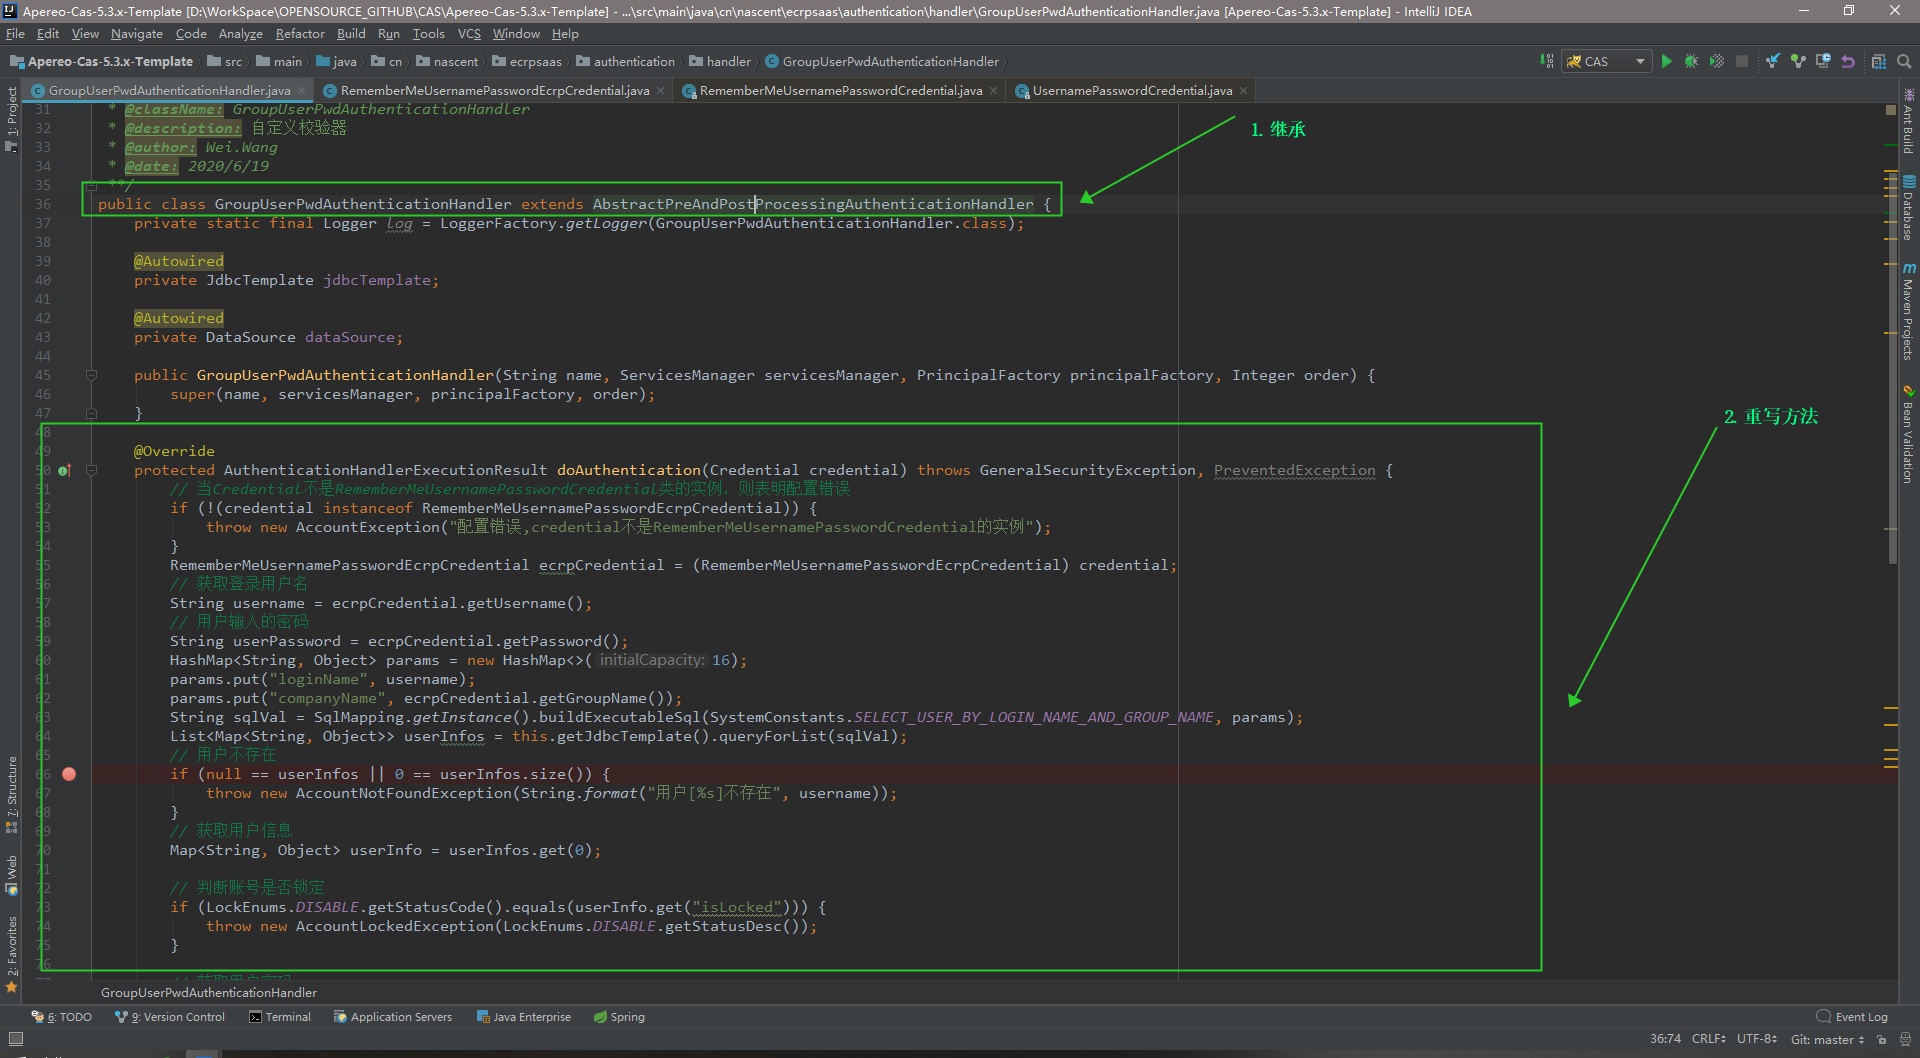 Apereo-Cas-5.3.x-Template [D:\WorkSpace\OPENSOURCE_GITHUB\CAS\Apereo-Cas-5.3.x-Template] - ...\src\main\java\cn\nascent\ecrpsaas\authentication\handler\GroupUserPwdAuthenticationHandler.java [Apereo-Cas-5.3.x-Template] - IntelliJ IDEA
File Edit View Navigate Code Analyze Refactor Build Run Tools VCS Window Help
Apereo-Cas-5.3.x-Template src main java cn nascent ecrpsaas authentication handler GroupUserPwdAuthenticationHandler CAS
GroupUserPwdAuthenticationHandler.java RememberMeUsernamePasswordEcrpCredential.java RememberMeUsernamePasswordCredential.java UsernamePasswordCredential.java
31 * @className: GroupUserPwdAuthenticationHandler
32 * @description: 自定义校验器
33 * @author: Wei.Wang
34 * @date: 2020/6/19
35 **/
36 public class GroupUserPwdAuthenticationHandler extends AbstractPreAndPostProcessingAuthenticationHandler {
37 private static final Logger log = LoggerFactory.getLogger(GroupUserPwdAuthenticationHandler.class);
38
39 @Autowired
40 private JdbcTemplate jdbcTemplate;
41
42 @Autowired
43 private DataSource dataSource;
44
45 public GroupUserPwdAuthenticationHandler(String name, ServicesManager servicesManager, PrincipalFactory principalFactory, Integer order) {
46 super(name, servicesManager, principalFactory, order);
47 }
48
49 @Override
50 protected AuthenticationHandlerExecutionResult doAuthentication(Credential credential) throws GeneralSecurityException, PreventedException {
51 // 当Credential不是RememberMeUsernamePasswordCredential类的实例，则表明配置错误
52 if (!(credential instanceof RememberMeUsernamePasswordEcrpCredential)) {
53 throw new AccountException("配置错误,credential不是RememberMeUsernamePasswordCredential的实例");
54 }
55 RememberMeUsernamePasswordEcrpCredential ecrpCredential = (RememberMeUsernamePasswordEcrpCredential) credential;
56 // 获取登录用户名
57 String username = ecrpCredential.getUsername();
58 // 用户输入的密码
59 String userPassword = ecrpCredential.getPassword();
60 HashMap<String, Object> params = new HashMap<>( initialCapacity: 16);
61 params.put("loginName", username);
62 params.put("companyName", ecrpCredential.getGroupName());
63 String sqlVal = SqlMapping.getInstance().buildExecutableSql(SystemConstants.SELECT_USER_BY_LOGIN_NAME_AND_GROUP_NAME, params);
64 List<Map<String, Object>> userInfos = this.getJdbcTemplate().queryForList(sqlVal);
65 // 用户不存在
66 if (null == userInfos || 0 == userInfos.size()) {
67 throw new AccountNotFoundException(String.format("用户[%s]不存在", username));
68 }
69 // 获取用户信息
70 Map<String, Object> userInfo = userInfos.get(0);
71
72 // 判断账号是否锁定
73 if (LockEnums.DISABLE.getStatusCode().equals(userInfo.get("isLocked"))) {
74 throw new AccountLockedException(LockEnums.DISABLE.getStatusDesc());
75 }
76
1. 继承
2. 重写方法
1: Project
7: Structure
Web
2: Favorites
Ant Build
Database
Maven Projects
Bean Validation
GroupUserPwdAuthenticationHandler
6: TODO 9: Version Control Terminal Application Servers Java Enterprise Spring Event Log
36:74 CRLF UTF-8 Git: master